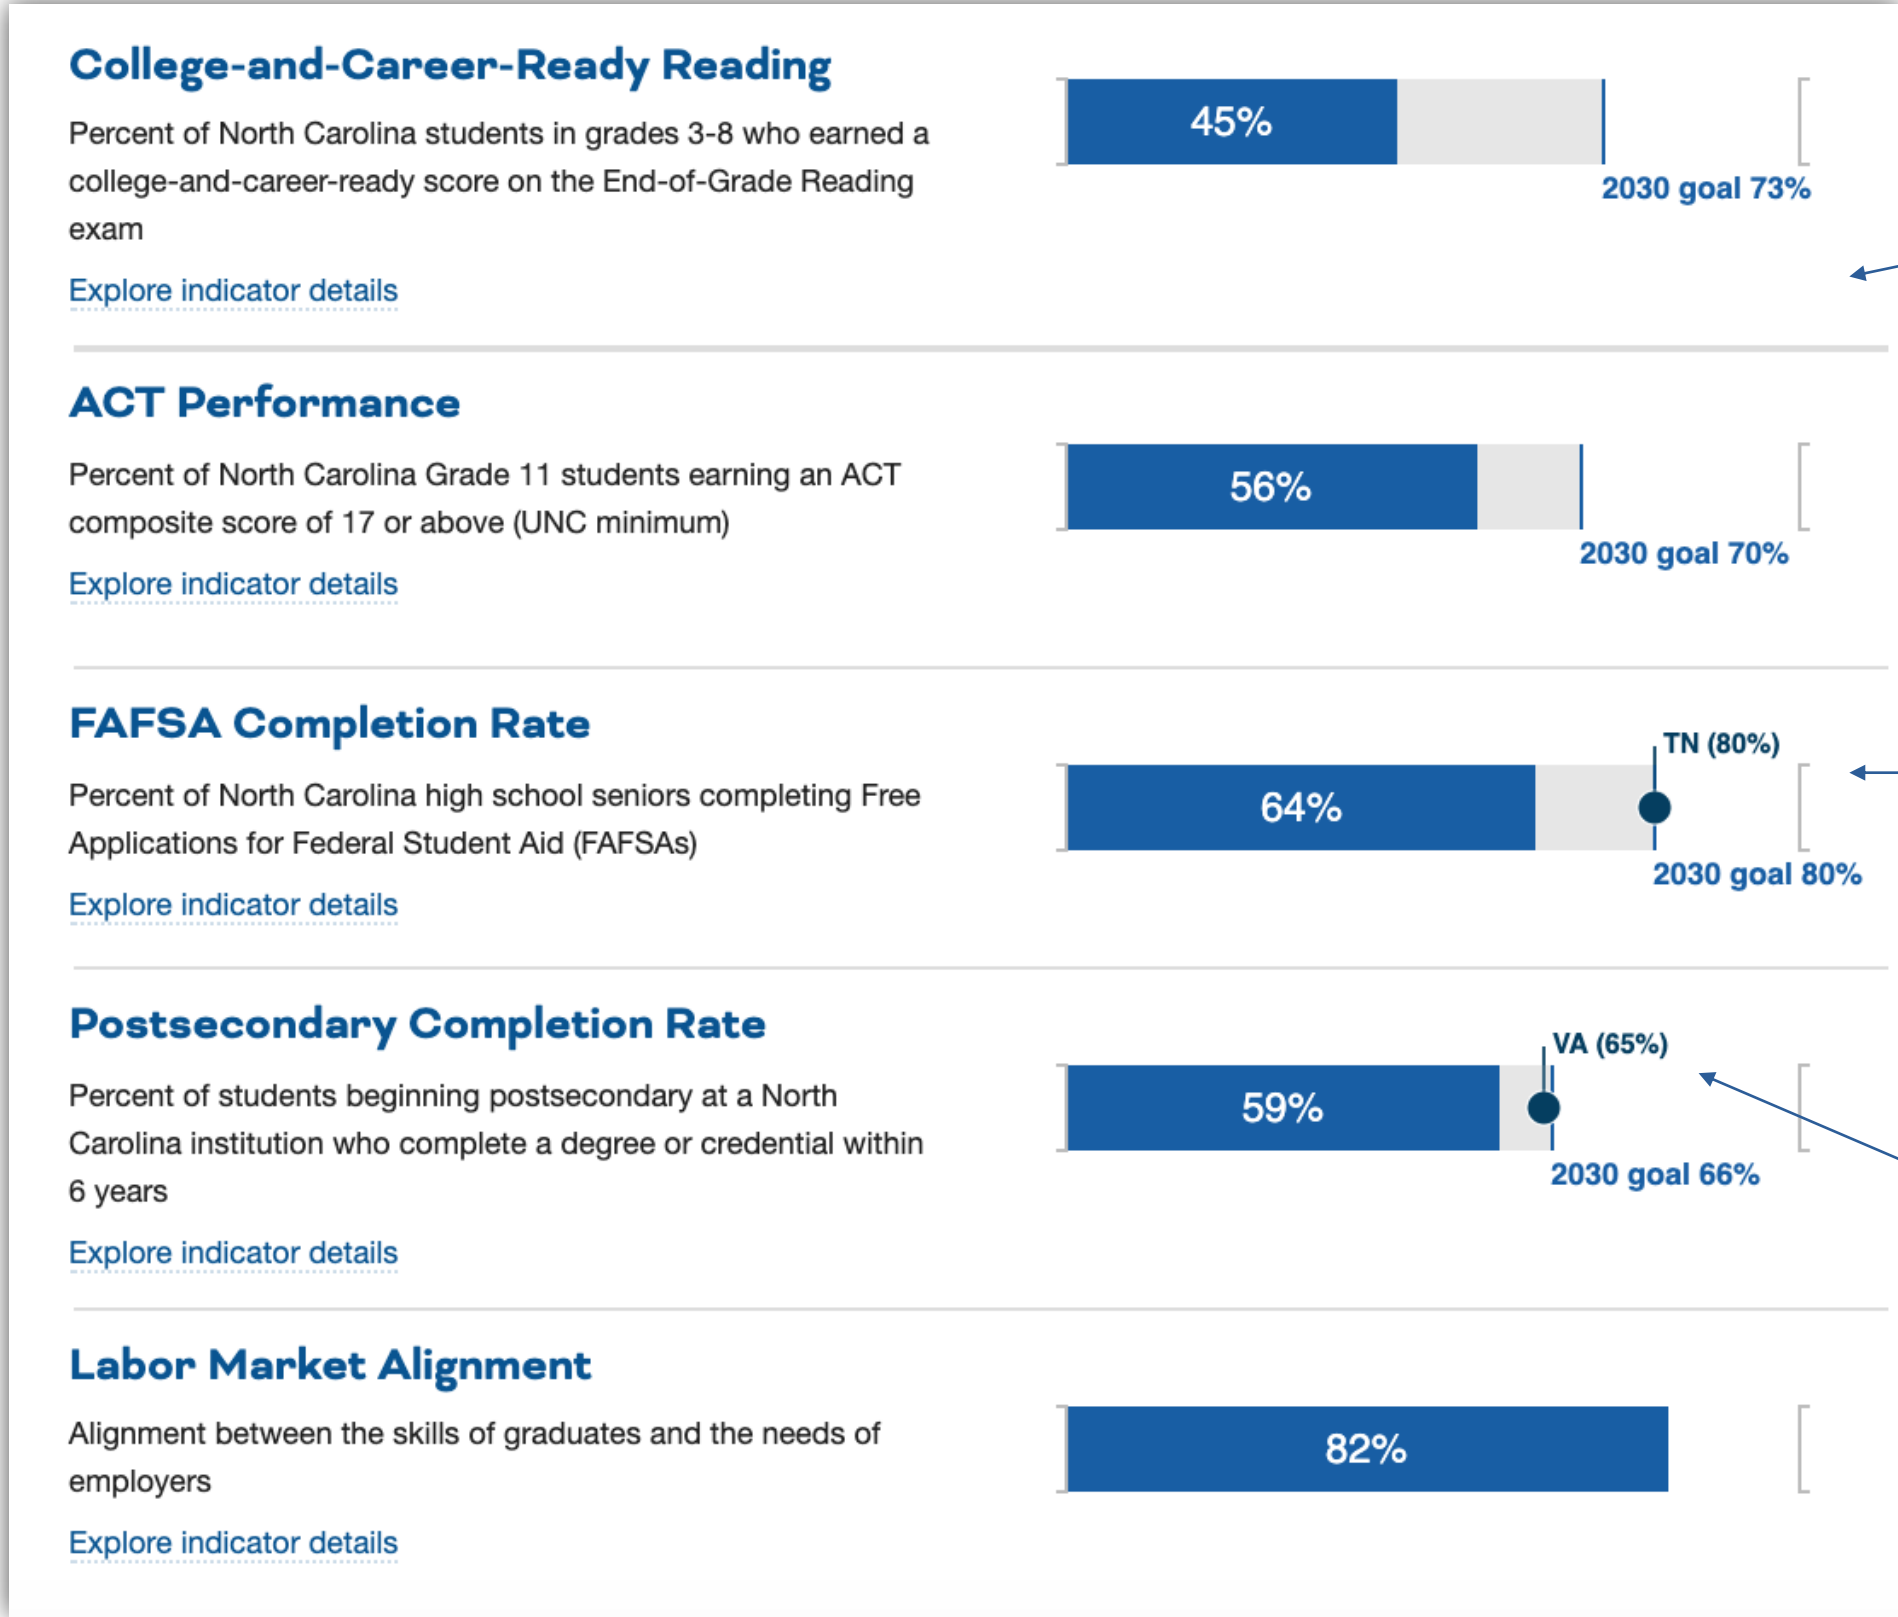 College-and-Career-Ready Reading
Percent of North Carolina students in grades 3-8 who earned a
college-and-career-ready score on the End-of-Grade Reading
exam
Explore indicator details
45%
2030 goal 73%
ACT Performance
Percent of North Carolina Grade 11 students earning an ACT
composite score of 17 or above (UNC minimum)
Explore indicator details
56%
2030 goal 70%
FAFSA Completion Rate
Percent of North Carolina high school seniors completing Free
Applications for Federal Student Aid (FAFSAs)
Explore indicator details
TN (80%)
64%
2030 goal 80%
Postsecondary Completion Rate
Percent of students beginning postsecondary at a North
Carolina institution who complete a degree or credential within
6 years
Explore indicator details
VA (65%)
59%
2030 goal 66%
Labor Market Alignment
Alignment between the skills of graduates and the needs of
employers
Explore indicator details
82%